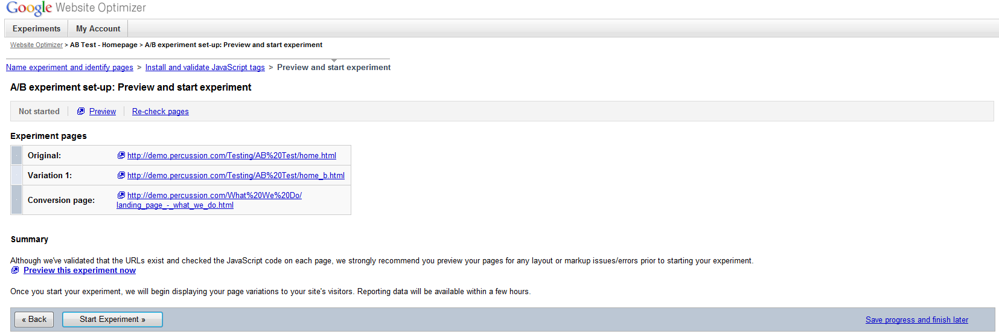 Google Website Optimizer
Experiments My Account
Website Optimizer > AB Test - Homepage > A/B experiment set-up: Preview and start experiment
Name experiment and identify pages > Install and validate JavaScript tags > Preview and start experiment
A/B experiment set-up: Preview and start experiment
Not started Preview Re-check pages
Experiment pages
Original: http://demo.percussion.com/Testing/AB%20Test/home.html
Variation 1: http://demo.percussion.com/Testing/AB%20Test/home_b.html
Conversion page: http://demo.percussion.com/What%20We%20Do/
landing_page_-_what_we_do.html
Summary
Although we've validated that the URLs exist and checked the JavaScript code on each page, we strongly recommend you preview your pages for any layout or markup issues/errors prior to starting your experiment.
Preview this experiment now
Once you start your experiment, we will begin displaying your page variations to your site's visitors. Reporting data will be available within a few hours.
« Back Start Experiment » Save progress and finish later